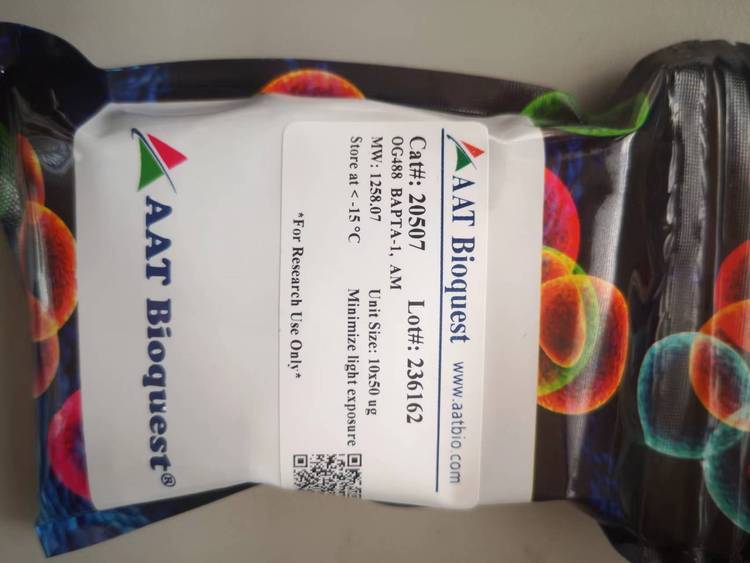 AAT Bioquest www.aatbio.com
Cat#: 20507 Lot#: 236162
OG488 BAPTA-1, AM
MW: 1258.07 Unit Size: 10x50 ug
Store at < -15 °C Minimize light exposure
*For Research Use Only*
AAT Bioquest®